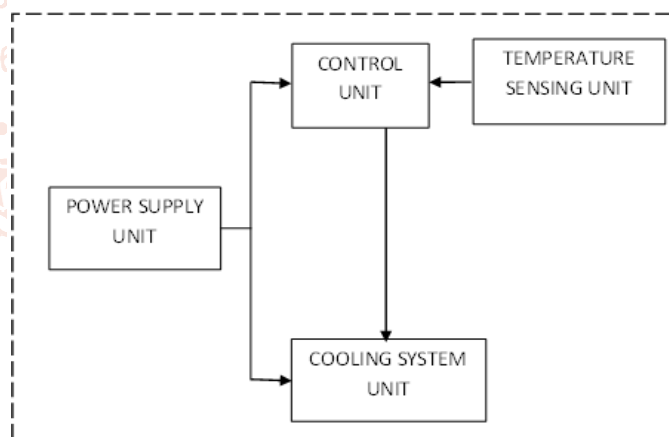 CONTROL
UNIT
TEMPERATURE
SENSING UNIT
POWER SUPPLY
UNIT
COOLING SYSTEM
UNIT